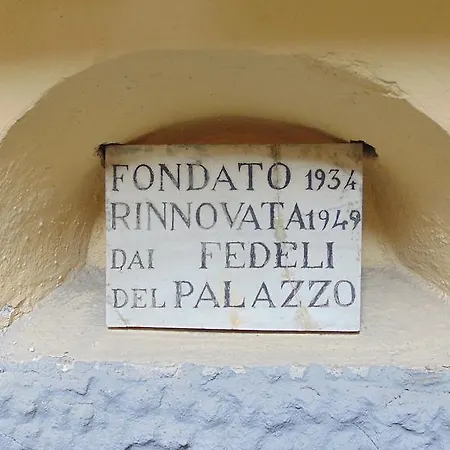 FONDATO 1934
RINNOVATA 1949
DAI FEDELI
DEL PALAZZO